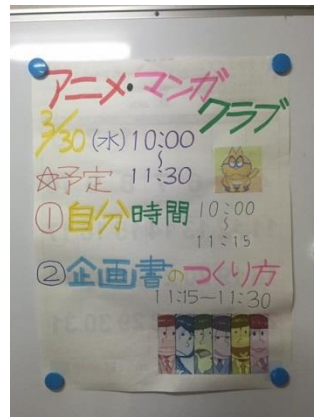 アニメ・マンガ
クラブ
3/30(水)10:00
〜
☆予定 11:30
①自分時間 10:00
〜
11:15
②企画書のつくり方
11:15〜11:30